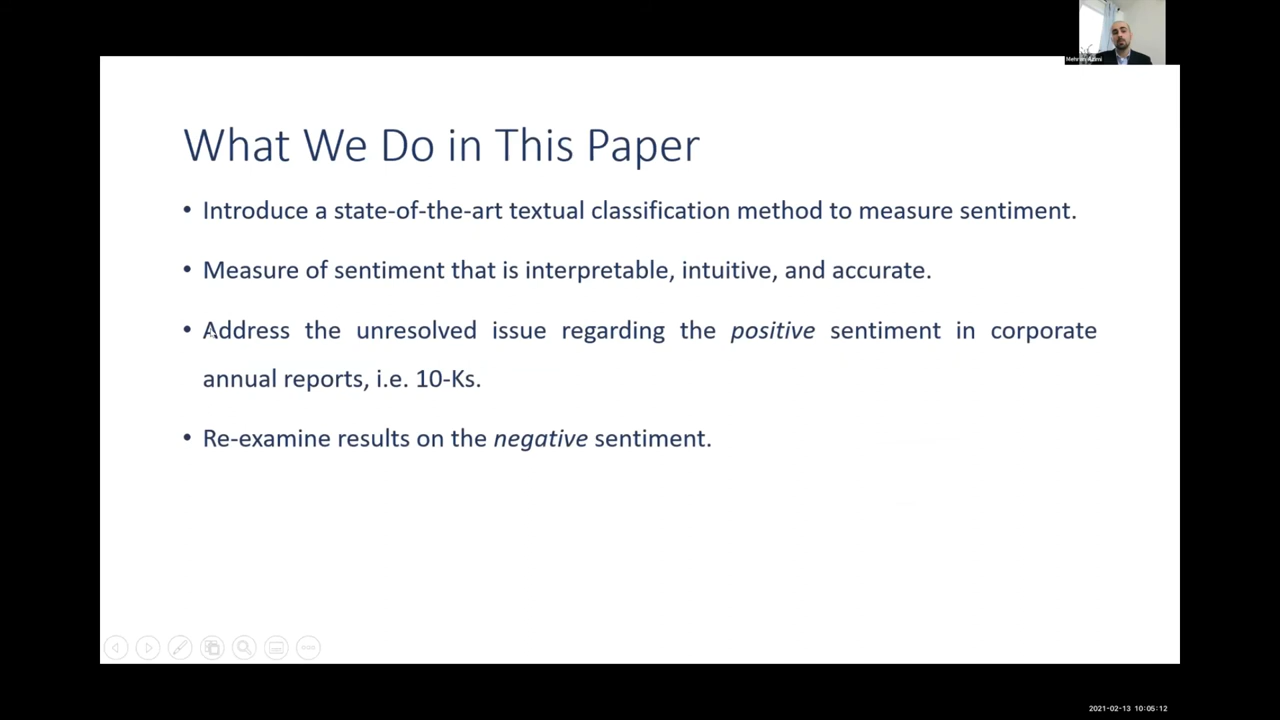 Mehran Azimi
What We Do in This Paper
• Introduce a state-of-the-art textual classification method to measure sentiment.
• Measure of sentiment that is interpretable, intuitive, and accurate.
• Address the unresolved issue regarding the positive sentiment in corporate
annual reports, i.e. 10-Ks.
• Re-examine results on the negative sentiment.
2021-02-13 10:05:12